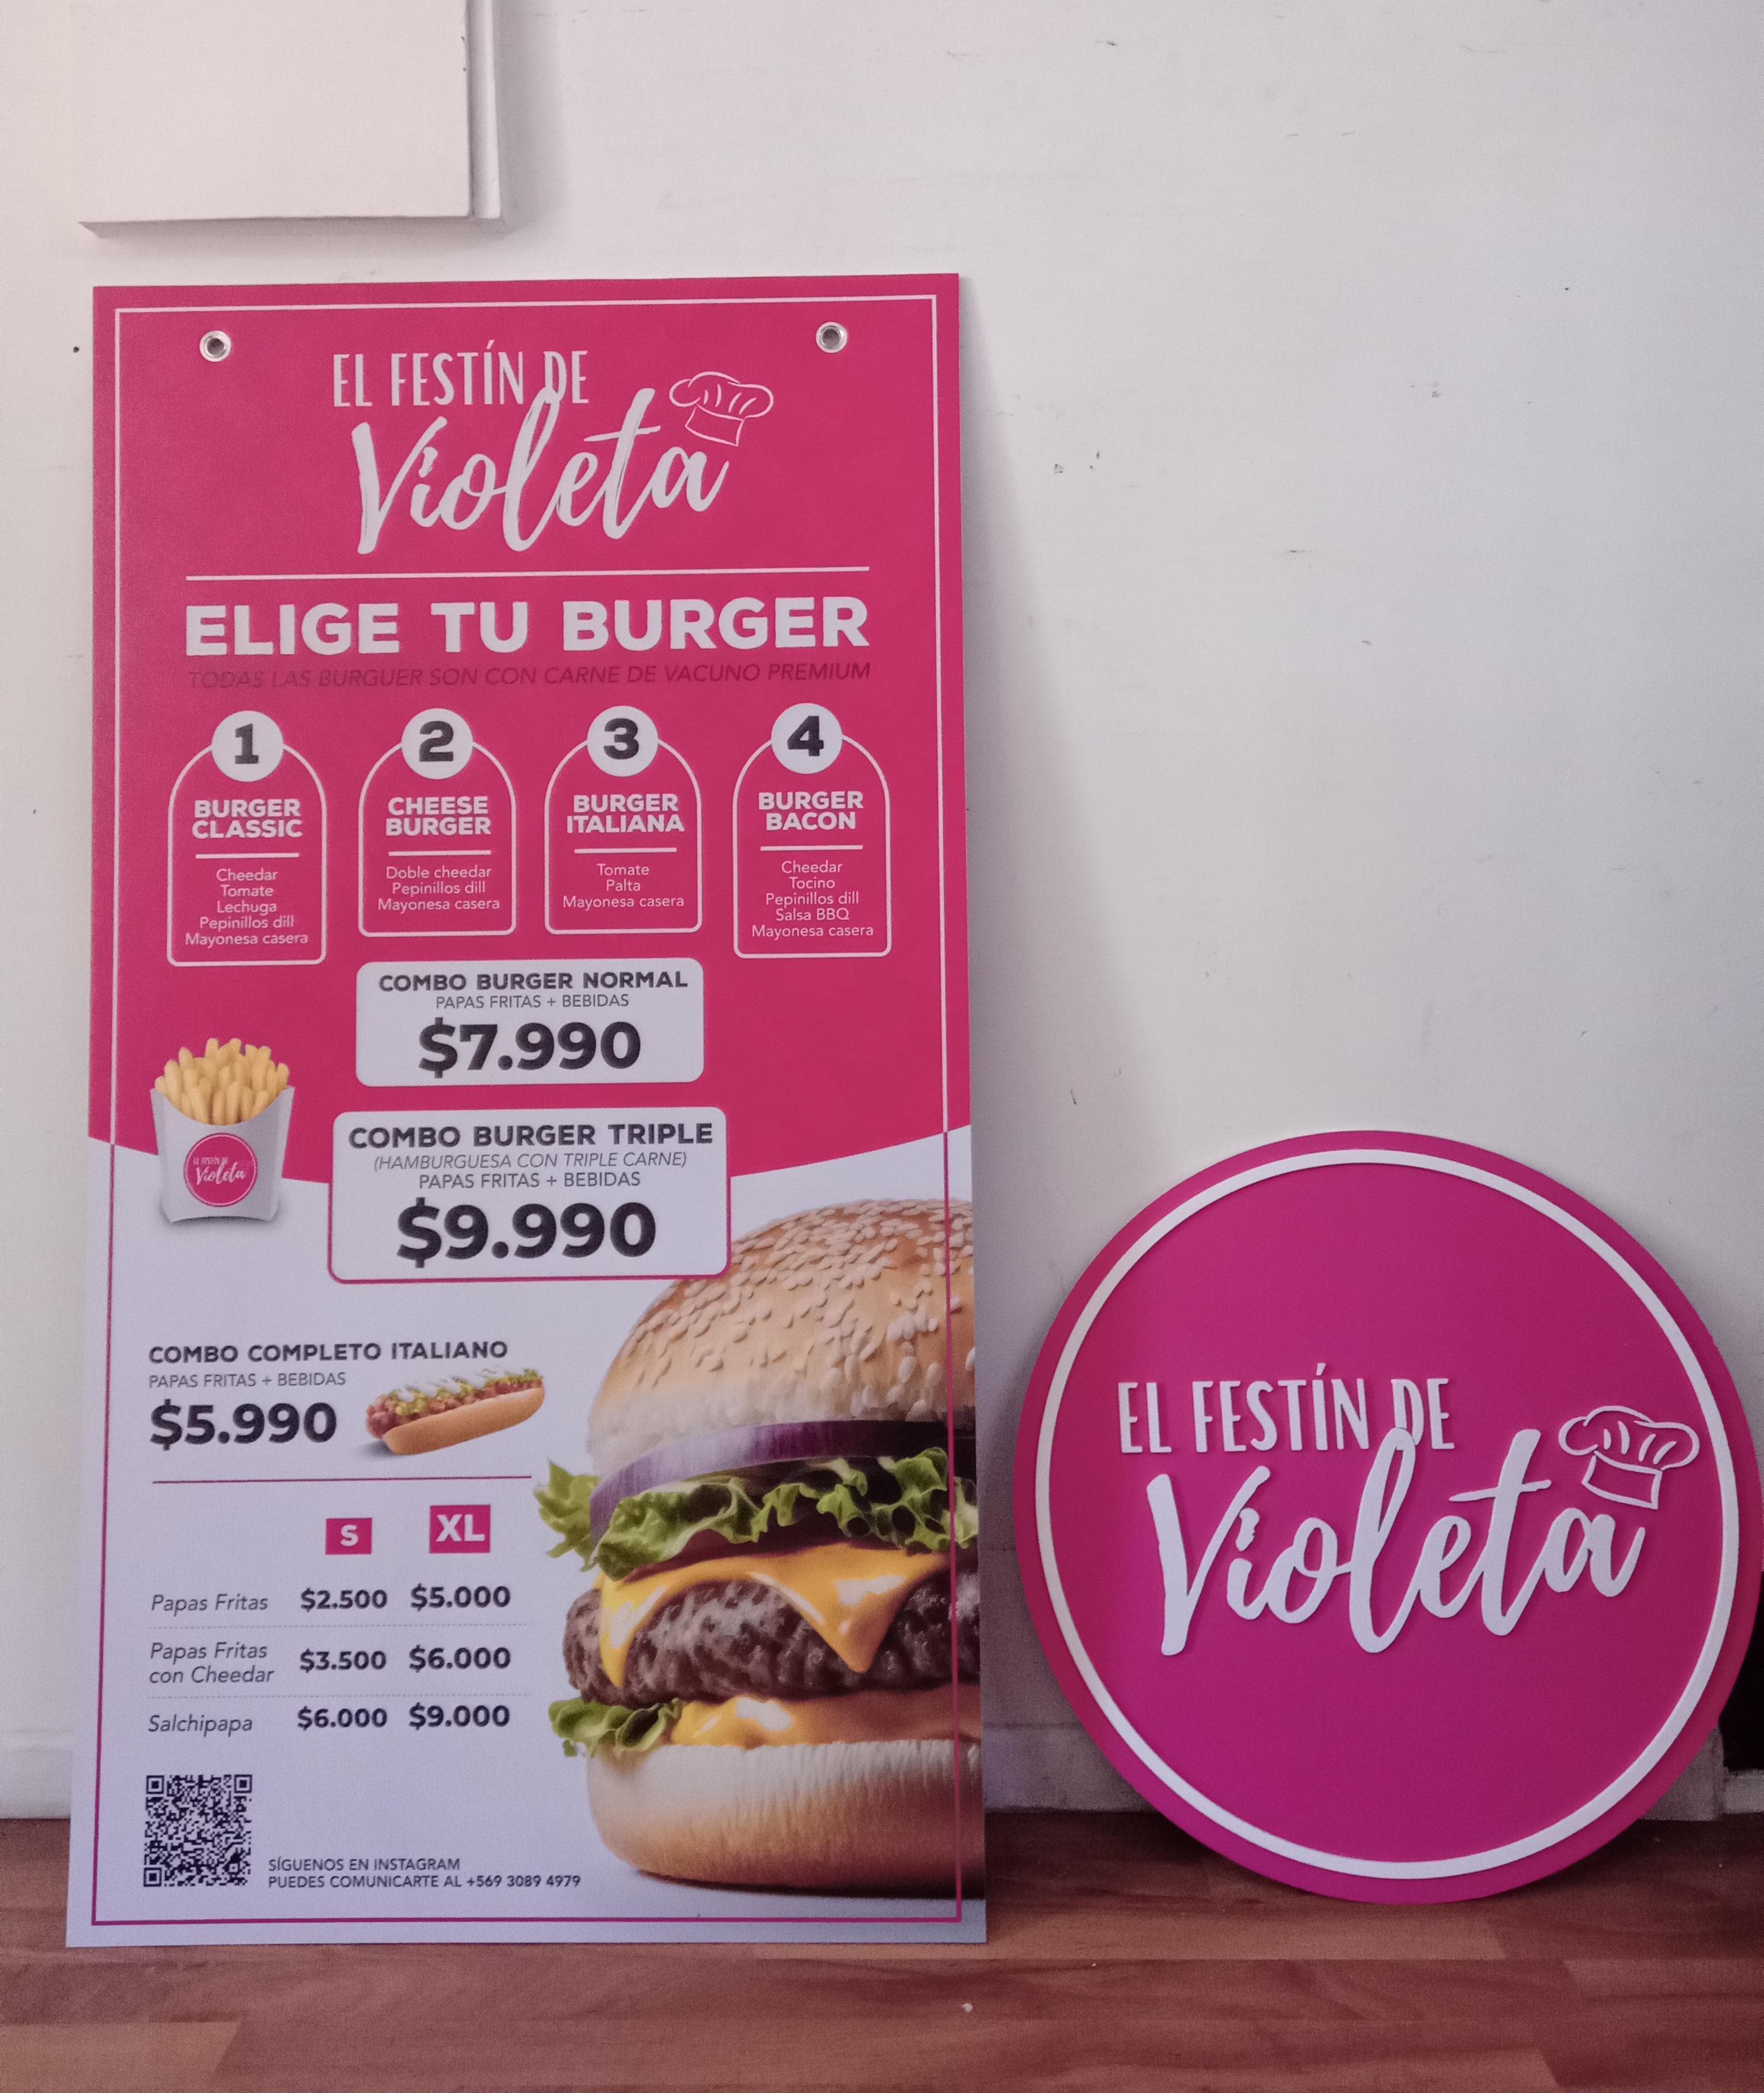 EL FESTÍN DE
Violeta
ELIGE TU BURGER
TODAS LAS BURGUER SON CON CARNE DE VACUNO PREMIUM
1
BURGER
CLASSIC
Cheedar
Tomate
Lechuga
Pepinillos dill
Mayonesa casera
2
CHEESE
BURGER
Doble cheedar
Pepinillos dill
Mayonesa casera
3
BURGER
ITALIANA
Tomate
Palta
Mayonesa casera
4
BURGER
BACON
Cheedar
Tocino
Pepinillos dill
Salsa BBQ
Mayonesa casera
COMBO BURGER NORMAL
PAPAS FRITAS + BEBIDAS
$7.990
EL FESTÍN DE
Violeta
COMBO BURGER TRIPLE
(HAMBURGUESA CON TRIPLE CARNE)
PAPAS FRITAS + BEBIDAS
$9.990
COMBO COMPLETO ITALIANO
PAPAS FRITAS + BEBIDAS
$5.990
S XL
Papas Fritas $2.500 $5.000
Papas Fritas
con Cheedar $3.500 $6.000
Salchipapa $6.000 $9.000
SÍGUENOS EN INSTAGRAM
PUEDES COMUNICARTE AL +569 3089 4979
EL FESTÍN DE
Violeta